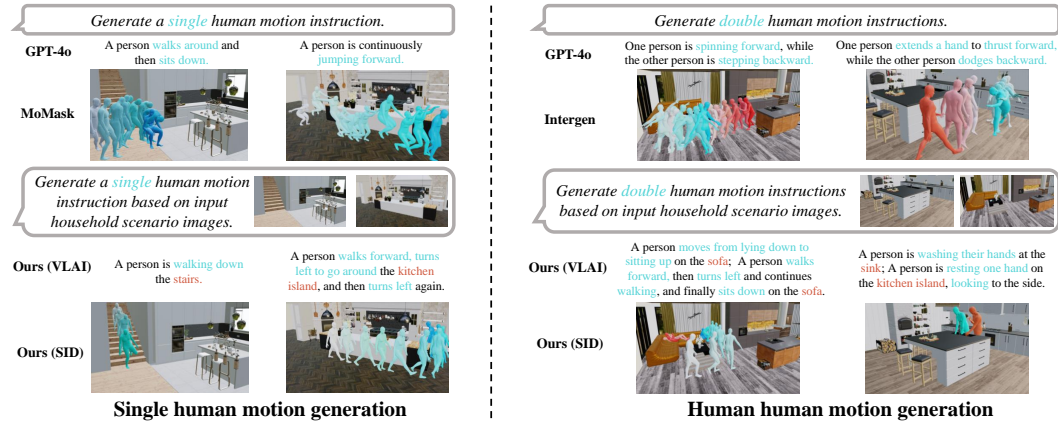 Generate a single human motion instruction.
GPT-4o
A person walks around and
then sits down.
A person is continuously
jumping forward.
MoMask
Generate a single human motion
instruction based on input
household scenario images.
Ours (VLAI)
A person is walking down
the stairs.
A person walks forward, turns
left to go around the kitchen
island, and then turns left again.
Ours (SID)
Single human motion generation
Generate double human motion instructions.
GPT-4o
One person is spinning forward, while
the other person is stepping backward.
One person extends a hand to thrust forward,
while the other person dodges backward.
Intergen
Generate double human motion instructions
based on input household scenario images.
Ours (VLAI)
A person moves from lying down to
sitting up on the sofa; A person walks
forward, then turns left and continues
walking, and finally sits down on the sofa.
A person is washing their hands at the
sink; A person is resting one hand on
the kitchen island, looking to the side.
Ours (SID)
Human human motion generation